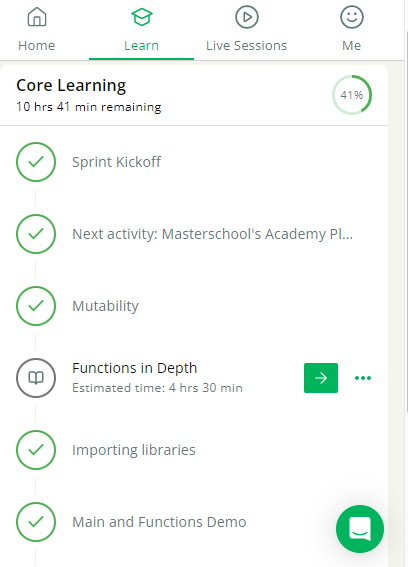 Home
Learn
Live Sessions
Me
Core Learning
10 hrs 41 min remaining
41%
Sprint Kickoff
Next activity: Masterschool's Academy Pl...
Mutability
Functions in Depth
Estimated time: 4 hrs 30 min
Importing libraries
Main and Functions Demo